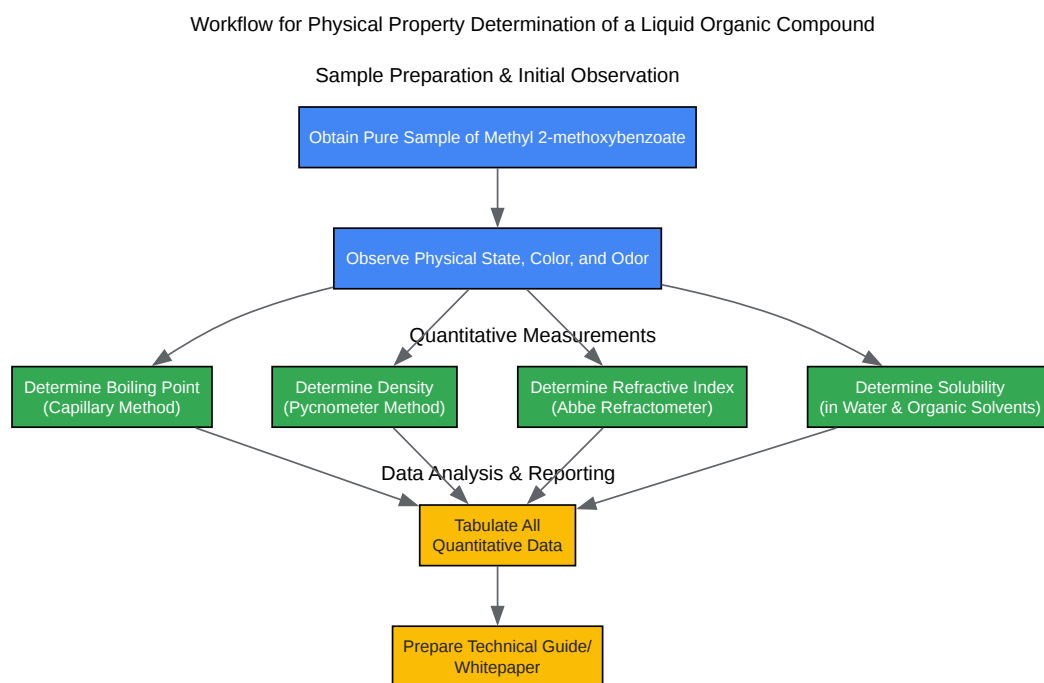 Workflow for Physical Property Determination of a Liquid Organic Compound
Sample Preparation & Initial Observation
Obtain Pure Sample of Methyl 2-methoxybenzoate
Observe Physical State, Color, and Odor
Quantitative Measurements
Determine Boiling Point
(Capillary Method)
Determine Density
(Pycnometer Method)
Determine Refractive Index
(Abbe Refractometer)
Determine Solubility
(in Water & Organic Solvents)
Data Analysis & Reporting
Tabulate All
Quantitative Data
Prepare Technical Guide/
Whitepaper